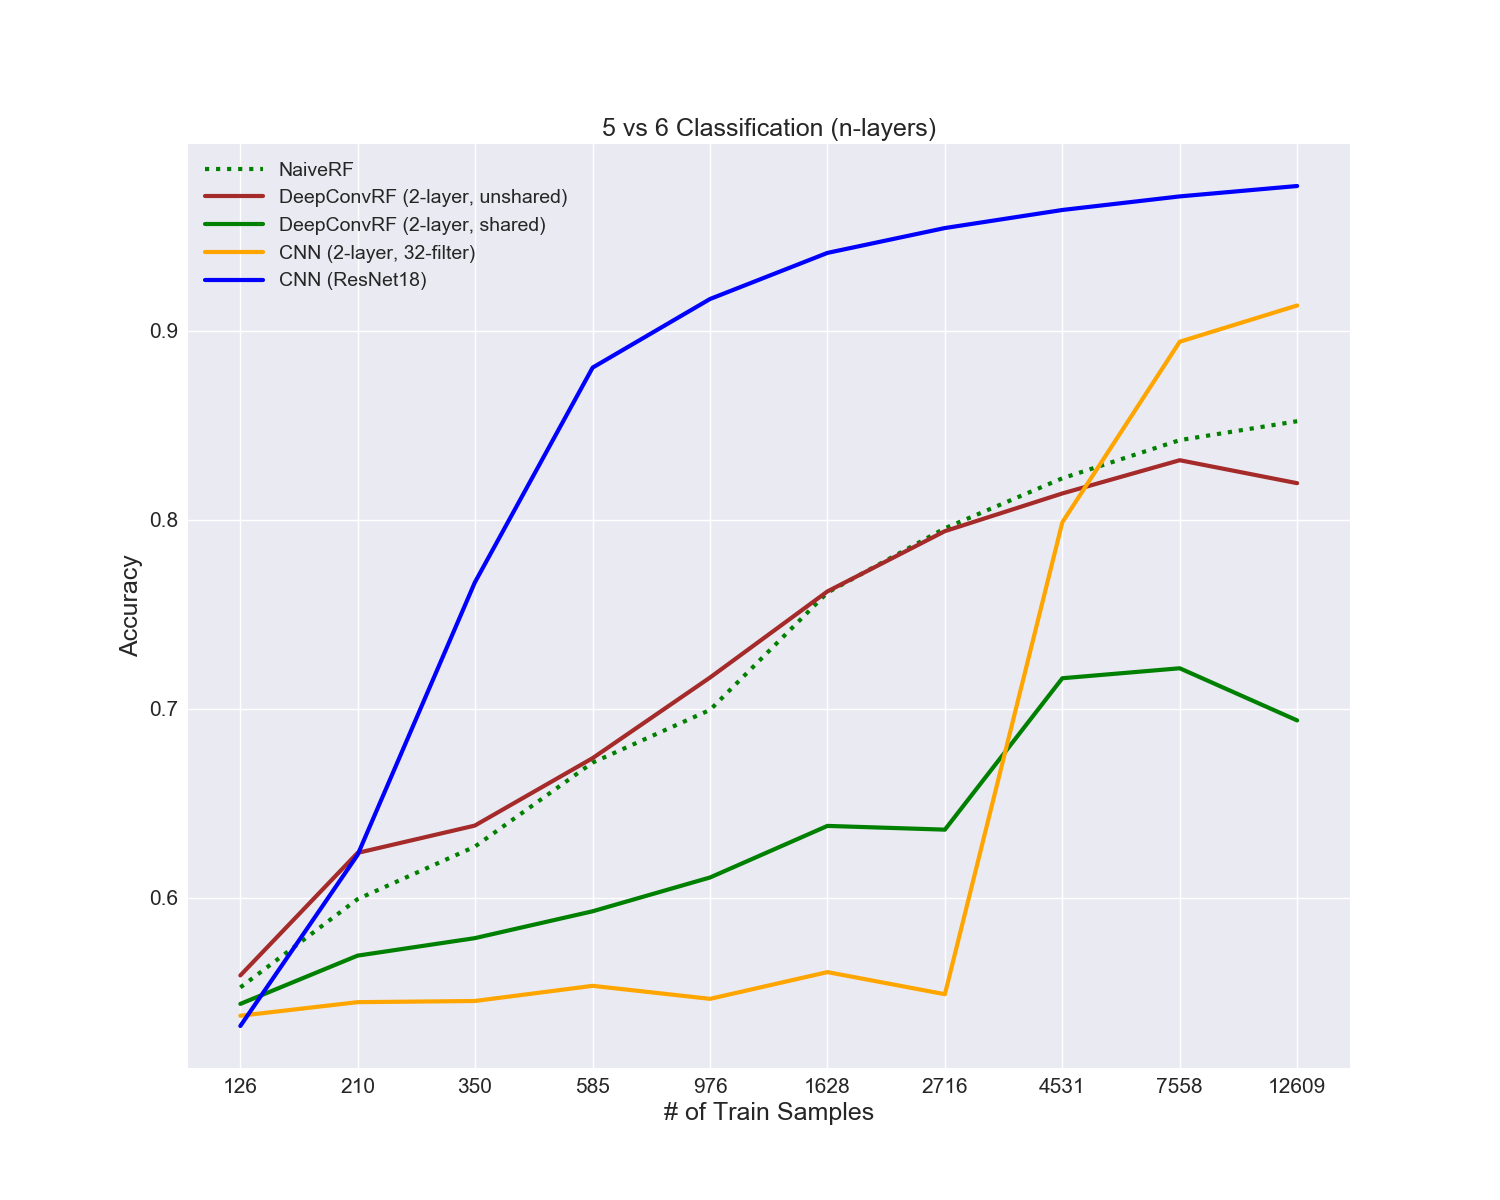 5 vs 6 Classification (n-layers)
NaiveRF
DeepConvRF (2-layer, unshared)
DeepConvRF (2-layer, shared)
CNN (2-layer, 32-filter)
CNN (ResNet18)
0.9
0.8
0.7
0.6
Accuracy
126 210 350 585 976 1628 2716 4531 7558 12609
# of Train Samples